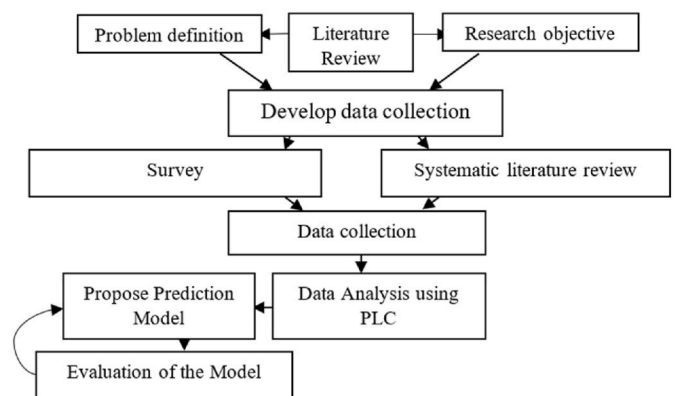 Problem definition
Literature
Review
Research objective
Develop data collection
Survey
Systematic literature review
Data collection
Propose Prediction
Model
Data Analysis using
PLC
Evaluation of the Model